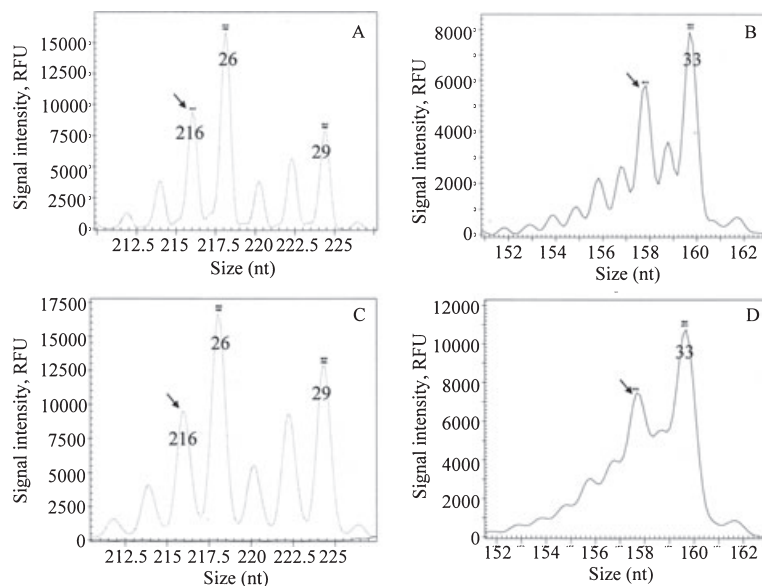 A
Signal intensity, RFU
15000
12500
10000
7500
5000
2500
0
26
216
29
212.5 215 217.5 220 222.5 225
Size (nt)
B
Signal intensity, RFU
8000
6000
4000
2000
0
33
152 154 156 158 160 162
Size (nt)
C
Signal intensity, RFU
17500
15000
12500
10000
7500
5000
2500
0
26
216
29
212.5 215 217.5 220 222.5 225
Size (nt)
D
Signal intensity, RFU
12000
10000
8000
6000
4000
2000
0
33
152 154 156 158 160 162
Size (nt)